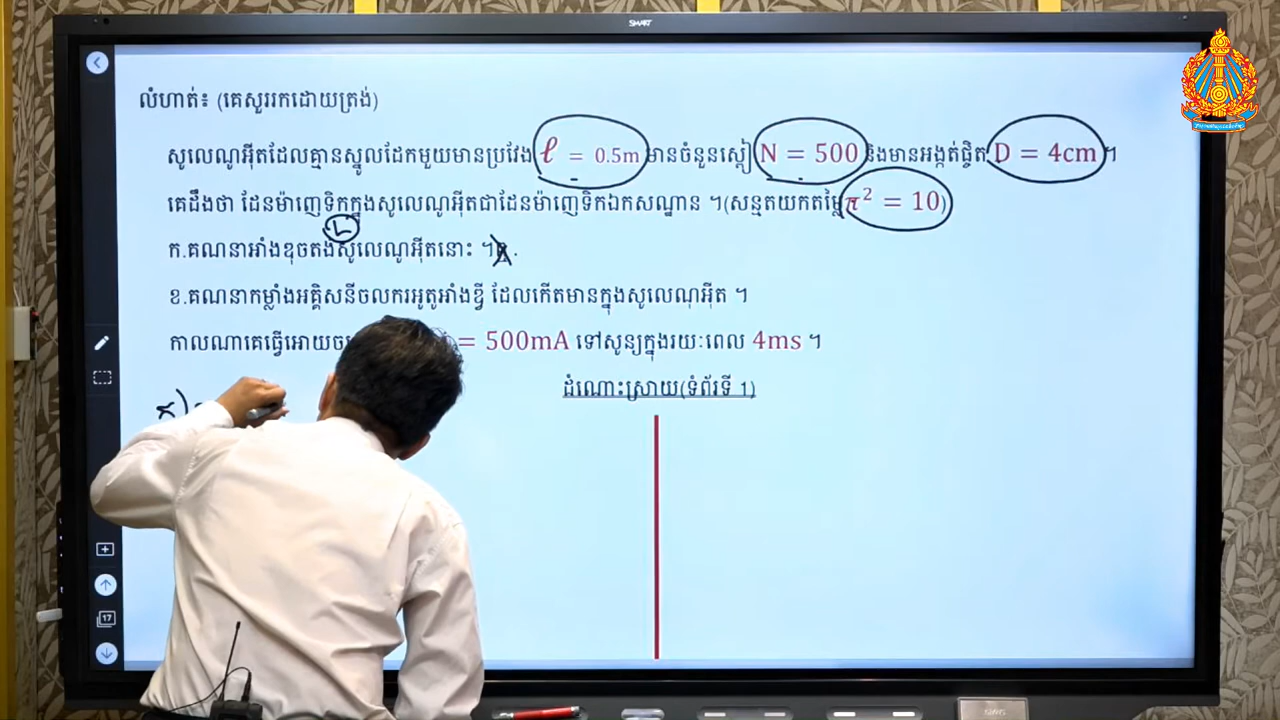 SMART
លំហាត់៖ (គេសួររកដោយត្រង់)
សូលេណូអ៊ីតដែលគ្មានស្នូលដែកមួយមានប្រវែង ℓ = 0.5m មានចំនួនស្ពៀ N = 500 និងមានអង្កត់ផ្ចិត D = 4cm ។
គេដឹងថា ដែនម៉ាញេទិកក្នុងសូលេណូអ៊ីតជាដែនម៉ាញេទិកឯកសណ្ឋាន ។(សន្មតយកតម្លៃ π² = 10)
L
ក.គណនាអាំងឌុចតង់សូលេណូអ៊ីតនោះ ។
ខ.គណនាកម្លាំងអគ្គិសនីចលករអូតូអាំងឌ្វី ដែលកើតមានក្នុងសូលេណុអ៊ីត ។
កាលណាគេធ្វើអោយច = 500mA ទៅសូន្យក្នុងរយៈពេល 4ms ។
ដំណោះស្រាយ(ទំព័រទី 1)
ក)
17
SMART